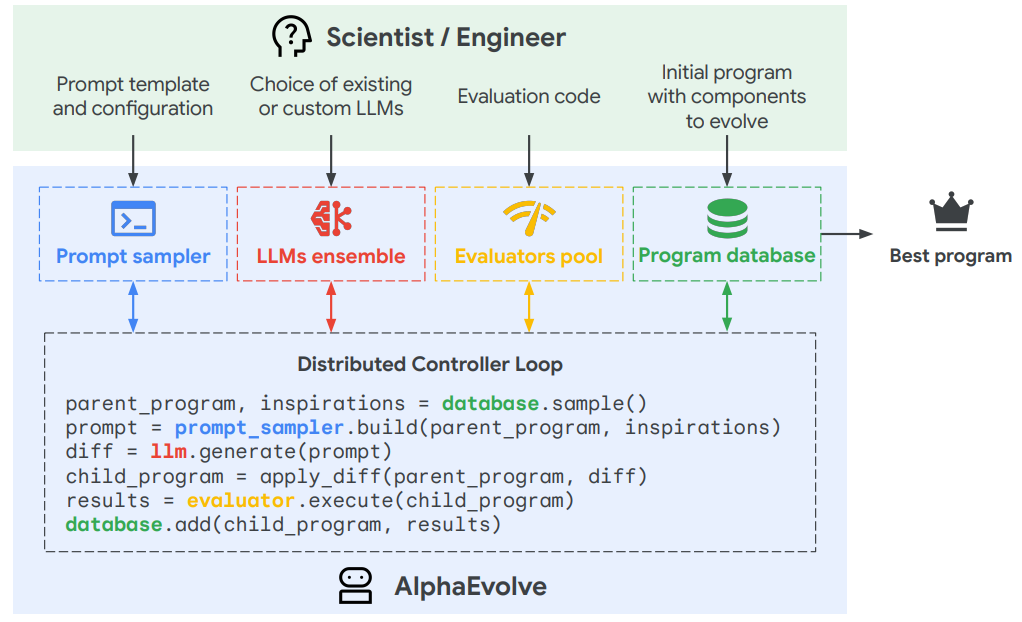 Scientist / Engineer
Prompt template
and configuration
Choice of existing
or custom LLMs
Evaluation code
Initial program
with components
to evolve
Prompt sampler
LLMs ensemble
Evaluators pool
Program database
Best program
Distributed Controller Loop
parent_program, inspirations = database.sample()
prompt = prompt_sampler.build(parent_program, inspirations)
diff = llm.generate(prompt)
child_program = apply_diff(parent_program, diff)
results = evaluator.execute(child_program)
database.add(child_program, results)
AlphaEvolve